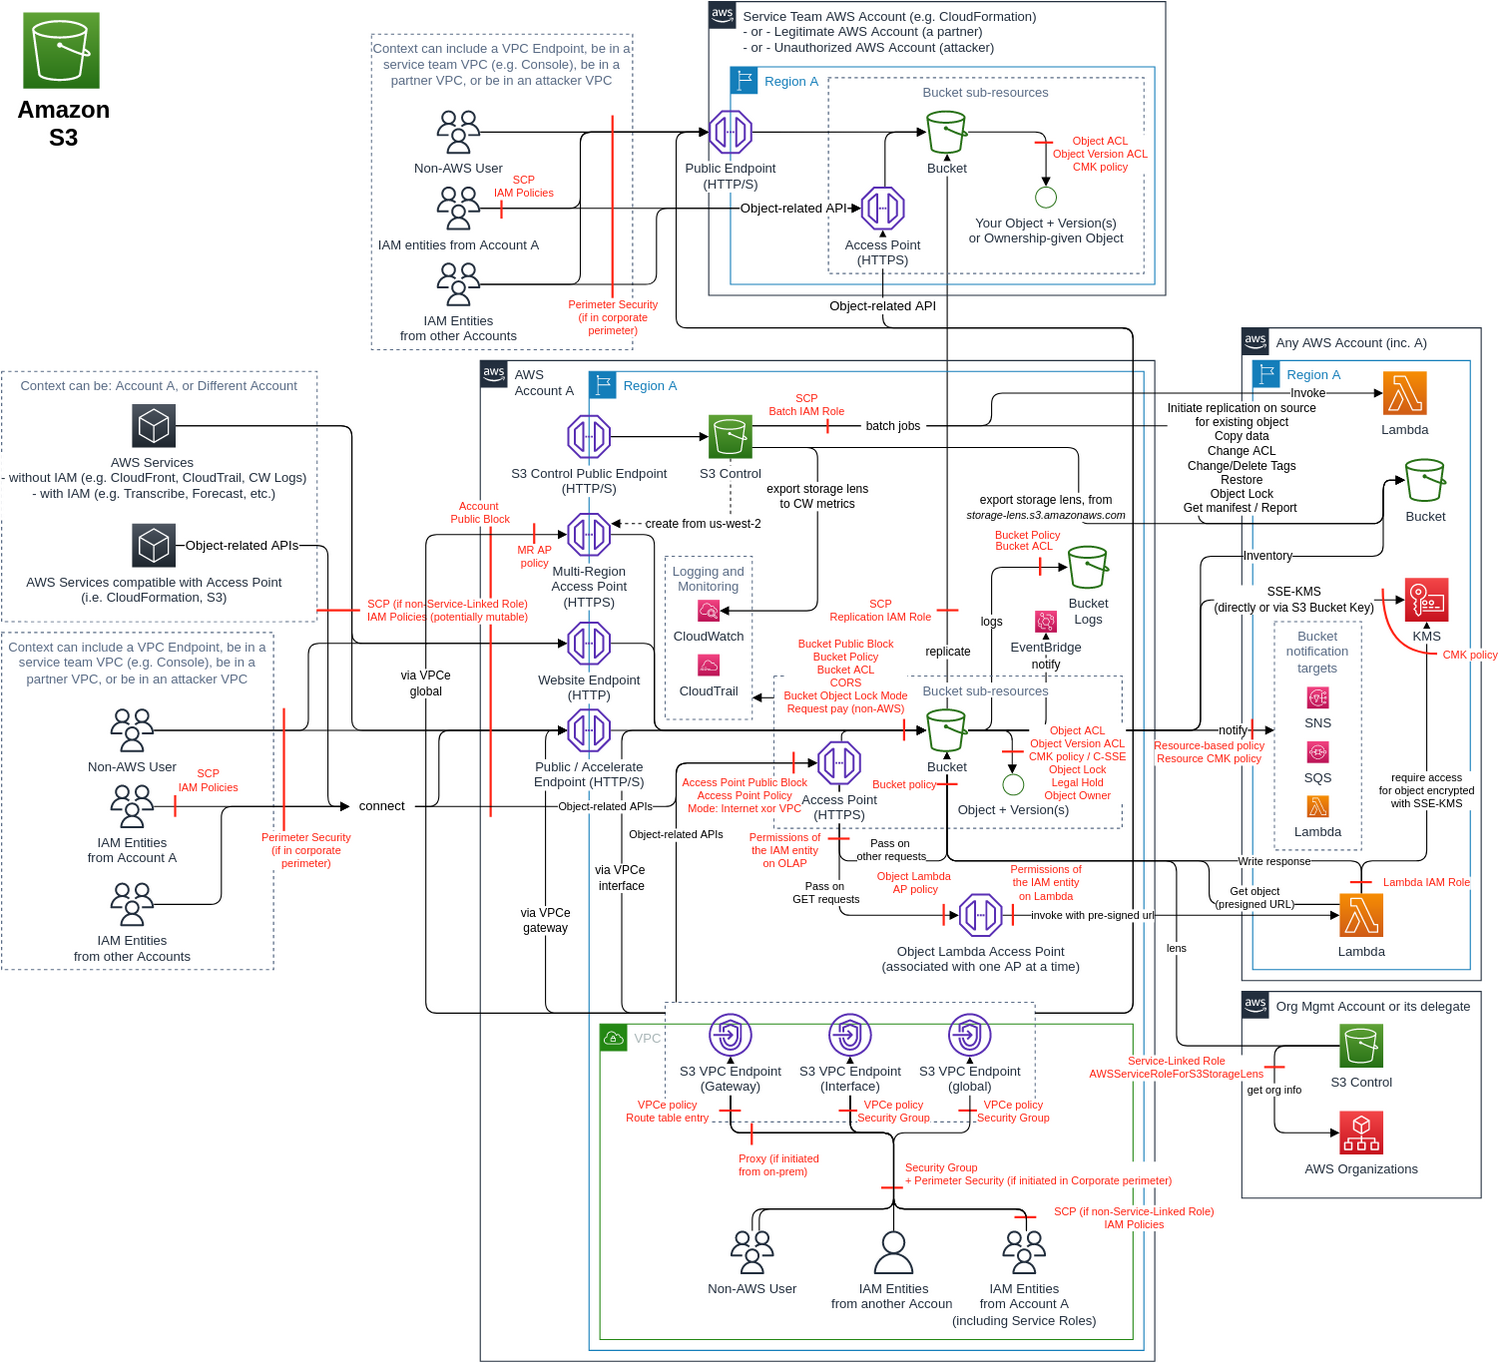 Amazon
S3
Context can include a VPC Endpoint, be in a
service team VPC (e.g. Console), be in a
partner VPC, or be in an attacker VPC
Non-AWS User
SCP
IAM Policies
IAM entities from Account A
IAM Entities
from other Accounts
Perimeter Security
(if in corporate
perimeter)
aws
Service Team AWS Account (e.g. CloudFormation)
- or - Legitimate AWS Account (a partner)
- or - Unauthorized AWS Account (attacker)
Region A
Bucket sub-resources
Public Endpoint
(HTTP/S)
Bucket
Object ACL
Object Version ACL
CMK policy
Object-related API
Access Point
(HTTPS)
Your Object + Version(s)
or Ownership-given Object
Object-related API
Context can be: Account A, or Different Account
AWS Services
- without IAM (e.g. CloudFront, CloudTrail, CW Logs)
- with IAM (e.g. Transcribe, Forecast, etc.)
Object-related APIs
AWS Services compatible with Access Point
(i.e. CloudFormation, S3)
SCP (if non-Service-Linked Role)
IAM Policies (potentially mutable)
Context can include a VPC Endpoint, be in a
service team VPC (e.g. Console), be in a
partner VPC, or be in an attacker VPC
Non-AWS User
SCP
IAM Policies
IAM Entities
from Account A
IAM Entities
from other Accounts
Perimeter Security
(if in corporate
perimeter)
connect
aws
AWS
Account A
Region A
S3 Control Public Endpoint
(HTTP/S)
S3 Control
SCP
Batch IAM Role
batch jobs
export storage lens
to CW metrics
create from us-west-2
Account
Public Block
MR AP
policy
Multi-Region
Access Point
(HTTPS)
Logging and
Monitoring
CloudWatch
CloudTrail
Website Endpoint
(HTTP)
Public / Accelerate
Endpoint (HTTP/S)
via VPCe
global
via VPCe
gateway
via VPCe
interface
Object-related APIs
Object-related APIs
export storage lens, from
storage-lens.s3.amazonaws.com
Bucket Policy
Bucket ACL
Bucket
Logs
logs
EventBridge
notify
SCP
Replication IAM Role
replicate
Bucket Public Block
Bucket Policy
Bucket ACL
CORS
Bucket Object Lock Mode
Request pay (non-AWS)
Bucket sub-resources
Bucket
Object ACL
Object Version ACL
CMK policy / C-SSE
Object Lock
Legal Hold
Object Owner
Object + Version(s)
Access Point Public Block
Access Point Policy
Mode: Internet xor VPC
Access Point
(HTTPS)
Bucket policy
Permissions of
the IAM entity
on OLAP
Pass on
other requests
Pass on
GET requests
Object Lambda
AP policy
Permissions of
the IAM entity
on Lambda
invoke with pre-signed url
Object Lambda Access Point
(associated with one AP at a time)
VPC
S3 VPC Endpoint
(Gateway)
S3 VPC Endpoint
(Interface)
S3 VPC Endpoint
(global)
VPCe policy
Route table entry
VPCe policy
Security Group
VPCe policy
Security Group
Proxy (if initiated
from on-prem)
Security Group
+ Perimeter Security (if initiated in Corporate perimeter)
SCP (if non-Service-Linked Role)
IAM Policies
Non-AWS User
IAM Entities
from another Accoun
IAM Entities
from Account A
(including Service Roles)
aws
Any AWS Account (inc. A)
Region A
Invoke
Lambda
Initiate replication on source
for existing object
Copy data
Change ACL
Change/Delete Tags
Restore
Object Lock
Get manifest / Report
Bucket
Inventory
SSE-KMS
(directly or via S3 Bucket Key)
KMS
CMK policy
Bucket
notification
targets
SNS
SQS
Lambda
notify
Resource-based policy
Resource CMK policy
require access
for object encrypted
with SSE-KMS
Write response
Lambda IAM Role
Get object
(presigned URL)
Lambda
lens
aws
Org Mgmt Account or its delegate
S3 Control
Service-Linked Role
AWSServiceRoleForS3StorageLens
get org info
AWS Organizations